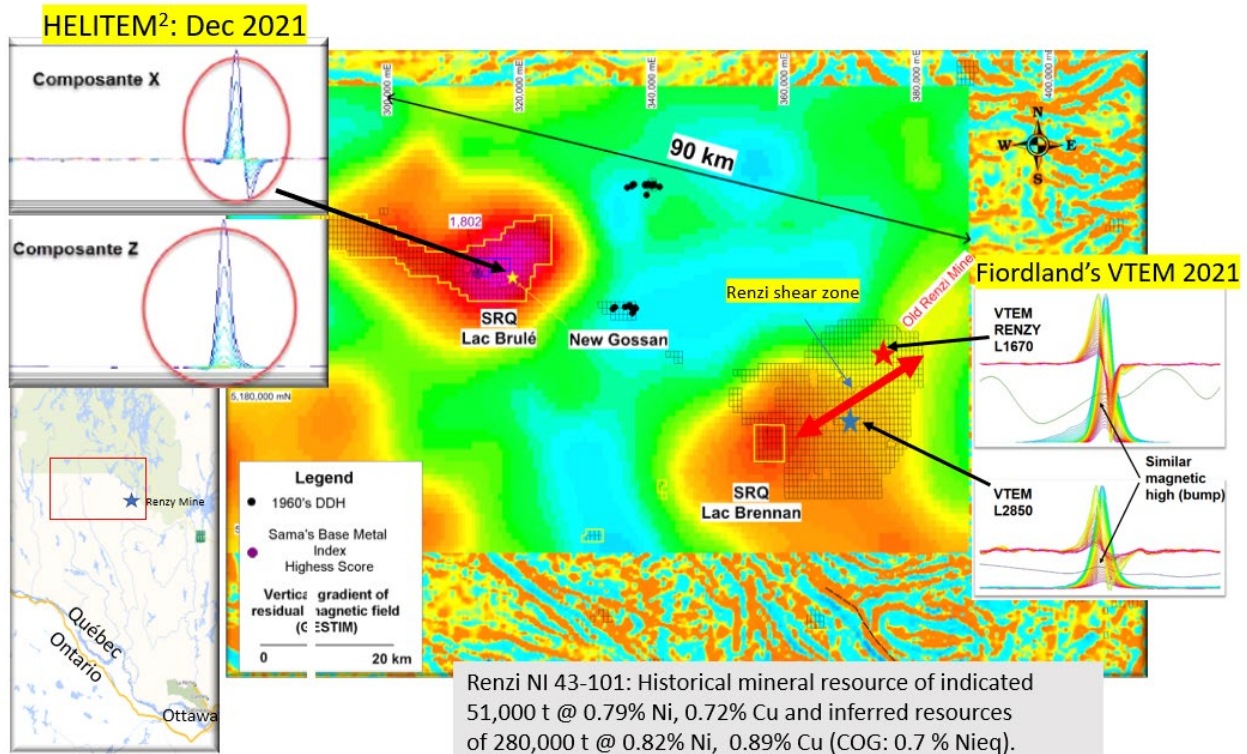 HELITEM²: Dec 2021
Composante X
Composante Z
300,000 mE
320,000 mE
340,000 mE
360,000 mE
380,000 mE
400,000 mE
N
W
E
S
90 km
1,802
SRQ
Lac Brulé
New Gossan
Renzi shear zone
Old Renzi Mine
Fiordland's VTEM 2021
VTEM
RENZY
L1670
Similar
magnetic
high (bump)
VTEM
L2850
5,180,000 mN
SRQ
Lac Brennan
Legend
1960's DDH
Sama's Base Metal
Index
Highess Score
Vertica gradient of
residual magnetic field
(G ESTIM)
0
20 km
Renzy Mine
Québec
Ontario
Ottawa
Renzi NI 43-101: Historical mineral resource of indicated
51,000 t @ 0.79% Ni, 0.72% Cu and inferred resources
of 280,000 t @ 0.82% Ni, 0.89% Cu (COG: 0.7 % Nieq).